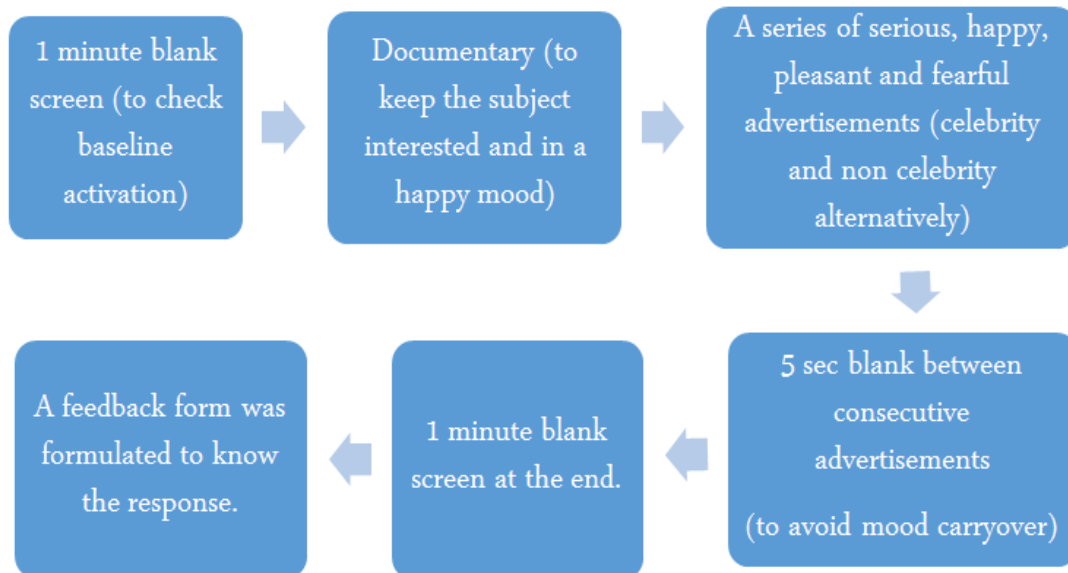 1 minute blank
screen (to check
baseline
activation)
Documentary (to
keep the subject
interested and in a
happy mood)
A series of serious, happy,
pleasant and fearful
advertisements (celebrity
and non celebrity
alternatively)
5 sec blank between
consecutive
advertisements
(to avoid mood carryover)
1 minute blank
screen at the end.
A feedback form was
formulated to know
the response.